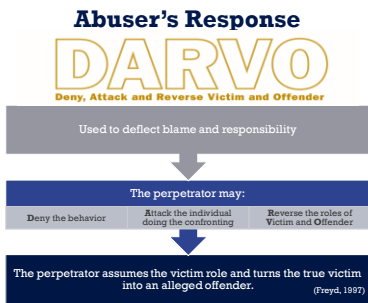 Abuser's Response
DARVO
Deny, Attack and Reverse Victim and Offender
Used to deflect blame and responsibility
The perpetrator may:
Deny the behavior
Attack the individual
doing the confronting
Reverse the roles of
Victim and Offender
The perpetrator assumes the victim role and turns the true victim
into an alleged offender.
(Freyd, 1997)